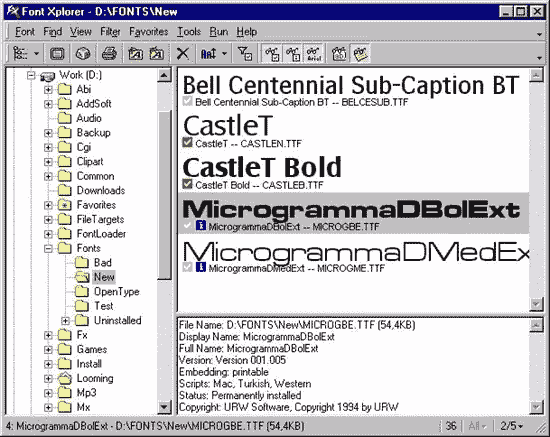 Font Xplorer - D:\FONTS\New
Font Find View Filter Favorites Tools Run Help
Work (D:)
Abi
AddSoft
Audio
Backup
Cgi
Clipart
Common
Downloads
Favorites
FileTargets
FontLoader
Fonts
Bad
New
OpenType
Test
Uninstalled
Fx
Games
Install
Looming
Mp3
Mx
Bell Centennial Sub-Caption BT
Bell Centennial Sub-Caption BT -- BELCESUB.TTF
CastleT
CastleT -- CASTLEN.TTF
CastleT Bold
CastleT Bold -- CASTLEB.TTF
MicrogrammaDBolExt
MicrogrammaDBolExt -- MICROGBE.TTF
MicrogrammaDMedEx
MicrogrammaDMedExt -- MICROGME.TTF
File Name: D:\FONTS\New\MICROGBE.TTF (54,4KB)
Display Name: MicrogrammaDBolExt
Full Name: MicrogrammaDBolExt
Version: Version 001.005
Embedding: printable
Scripts: Mac, Turkish, Western
Status: Permanently installed
Copyright: URW Software, Copyright 1994 by URW
4: MicrogrammaDBolExt - D:\FONTS\New\MICROGBE.TTF (54,4KB)
36
All
2/5